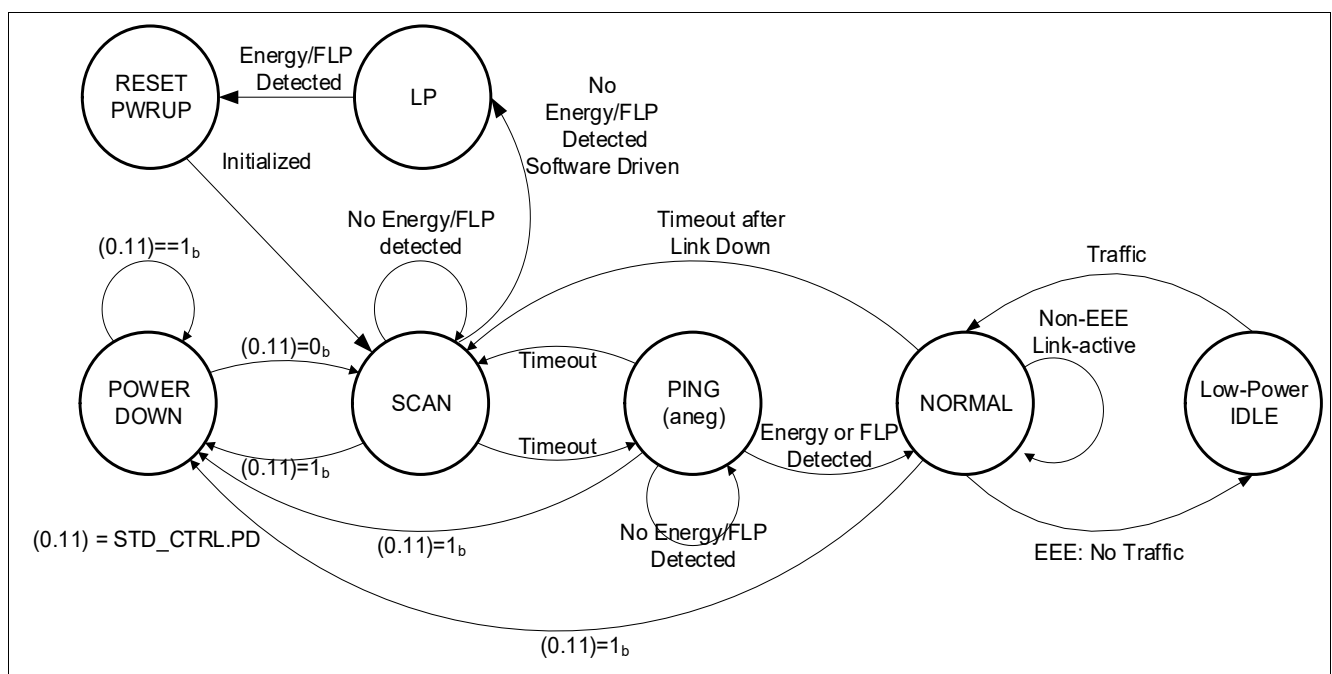 RESET
PWRUP
Energy/FLP
Detected
LP
No
Energy/FLP
Detected
Software Driven
Initialized
No Energy/FLP
detected
Timeout after
Link Down
Traffic
(0.11)==1b
Non-EEE
Link-active
(0.11)=0b
Timeout
POWER
DOWN
SCAN
PING
(aneg)
NORMAL
Low-Power
IDLE
Energy or FLP
Detected
Timeout
(0.11)=1b
No Energy/FLP
Detected
(0.11) = STD_CTRL.PD
(0.11)=1b
EEE: No Traffic
(0.11)=1b